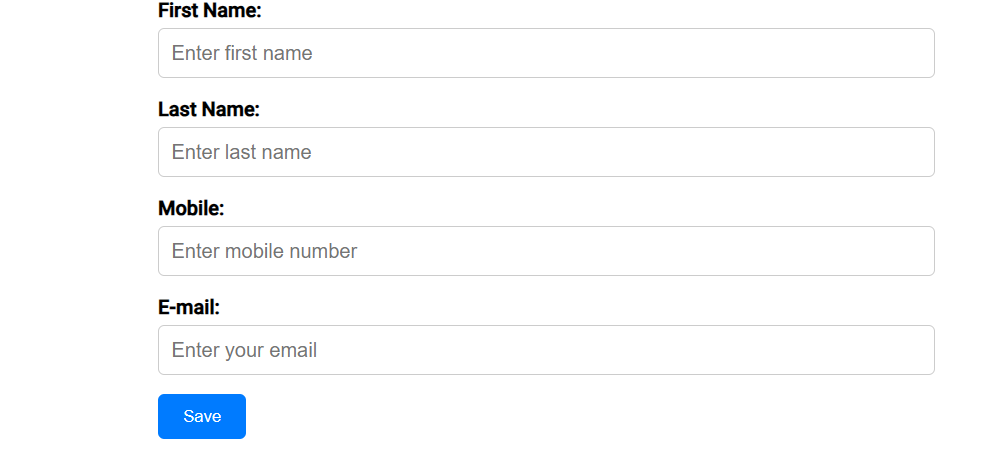 First Name:
Enter first name
Last Name:
Enter last name
Mobile:
Enter mobile number
E-mail:
Enter your email
Save